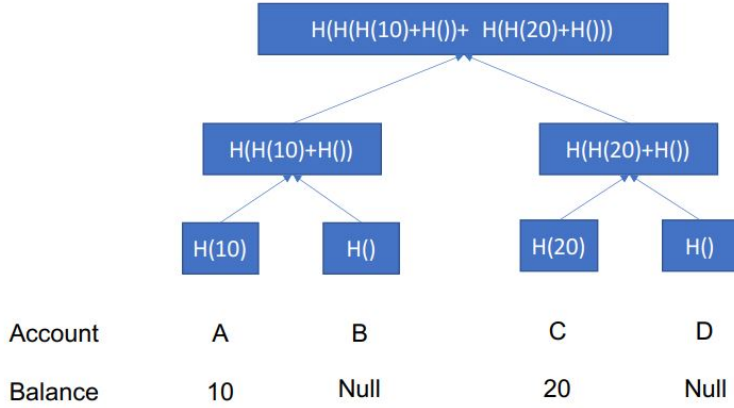 H(H(H(10)+H())+ H(H(20)+H()))
H(H(10)+H()) H(H(20)+H())
H(10) H() H(20) H()
Account A B C D
Balance 10 Null 20 Null